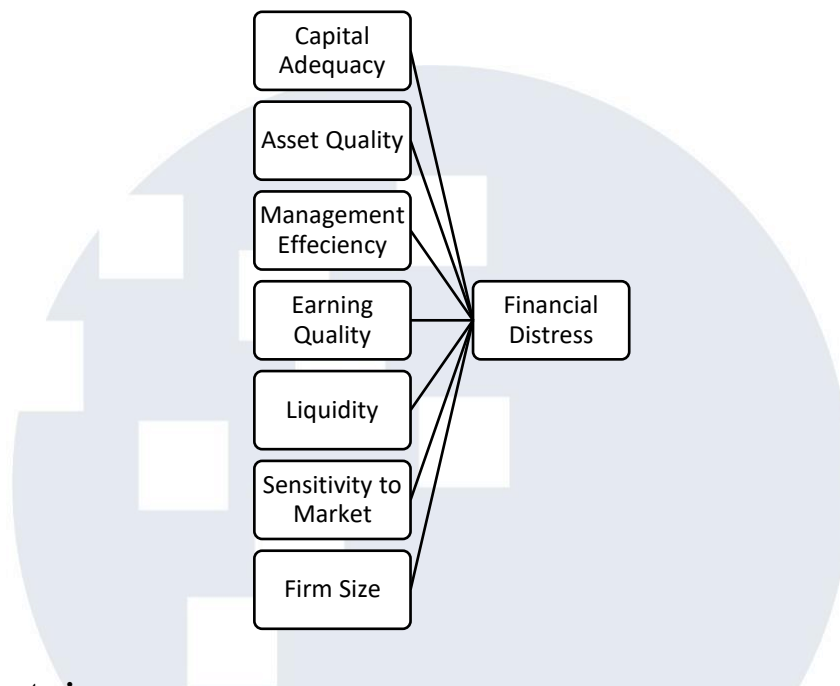 Capital
Adequacy
Asset Quality
Management
Effeciency
Earning
Quality
Financial
Distress
Liquidity
Sensitivity to
Market
Firm Size